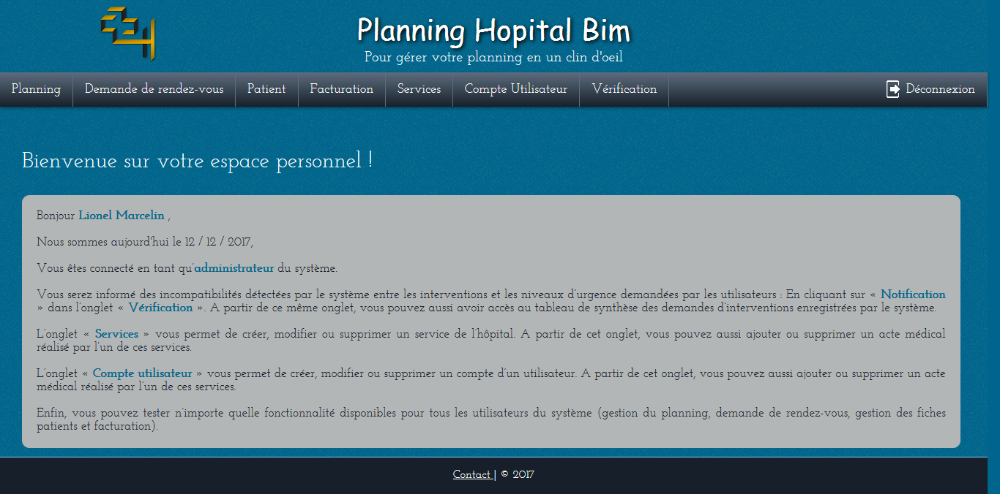 Planning Hopital Bim
Pour gérer votre planning en un clin d'oeil
Planning
Demande de rendez-vous
Patient
Facturation
Services
Compte Utilisateur
Vérification
Déconnexion
Bienvenue sur votre espace personnel !
Bonjour Lionel Marcelin ,
Nous sommes aujourd'hui le 12 / 12 / 2017,
Vous êtes connecté en tant qu'administrateur du système.
Vous serez informé des incompatibilités détectées par le système entre les interventions et les niveaux d'urgence demandées par les utilisateurs : En cliquant sur « Notification
» dans l'onglet « Vérification ». A partir de ce même onglet, vous pouvez aussi avoir accès au tableau de synthèse des demandes d'interventions enregistrées par le système.
L'onglet « Services » vous permet de créer, modifier ou supprimer un service de l'hôpital. A partir de cet onglet, vous pouvez aussi ajouter ou supprimer un acte médical
réalisé par l'un de ces services.
L'onglet « Compte utilisateur » vous permet de créer, modifier ou supprimer un compte d'un utilisateur. A partir de cet onglet, vous pouvez aussi ajouter ou supprimer un acte
médical réalisé par l'un de ces services.
Enfin, vous pouvez tester n'importe quelle fonctionnalité disponibles pour tous les utilisateurs du système (gestion du planning, demande de rendez-vous, gestion des fiches
patients et facturation).
Contact | © 2017